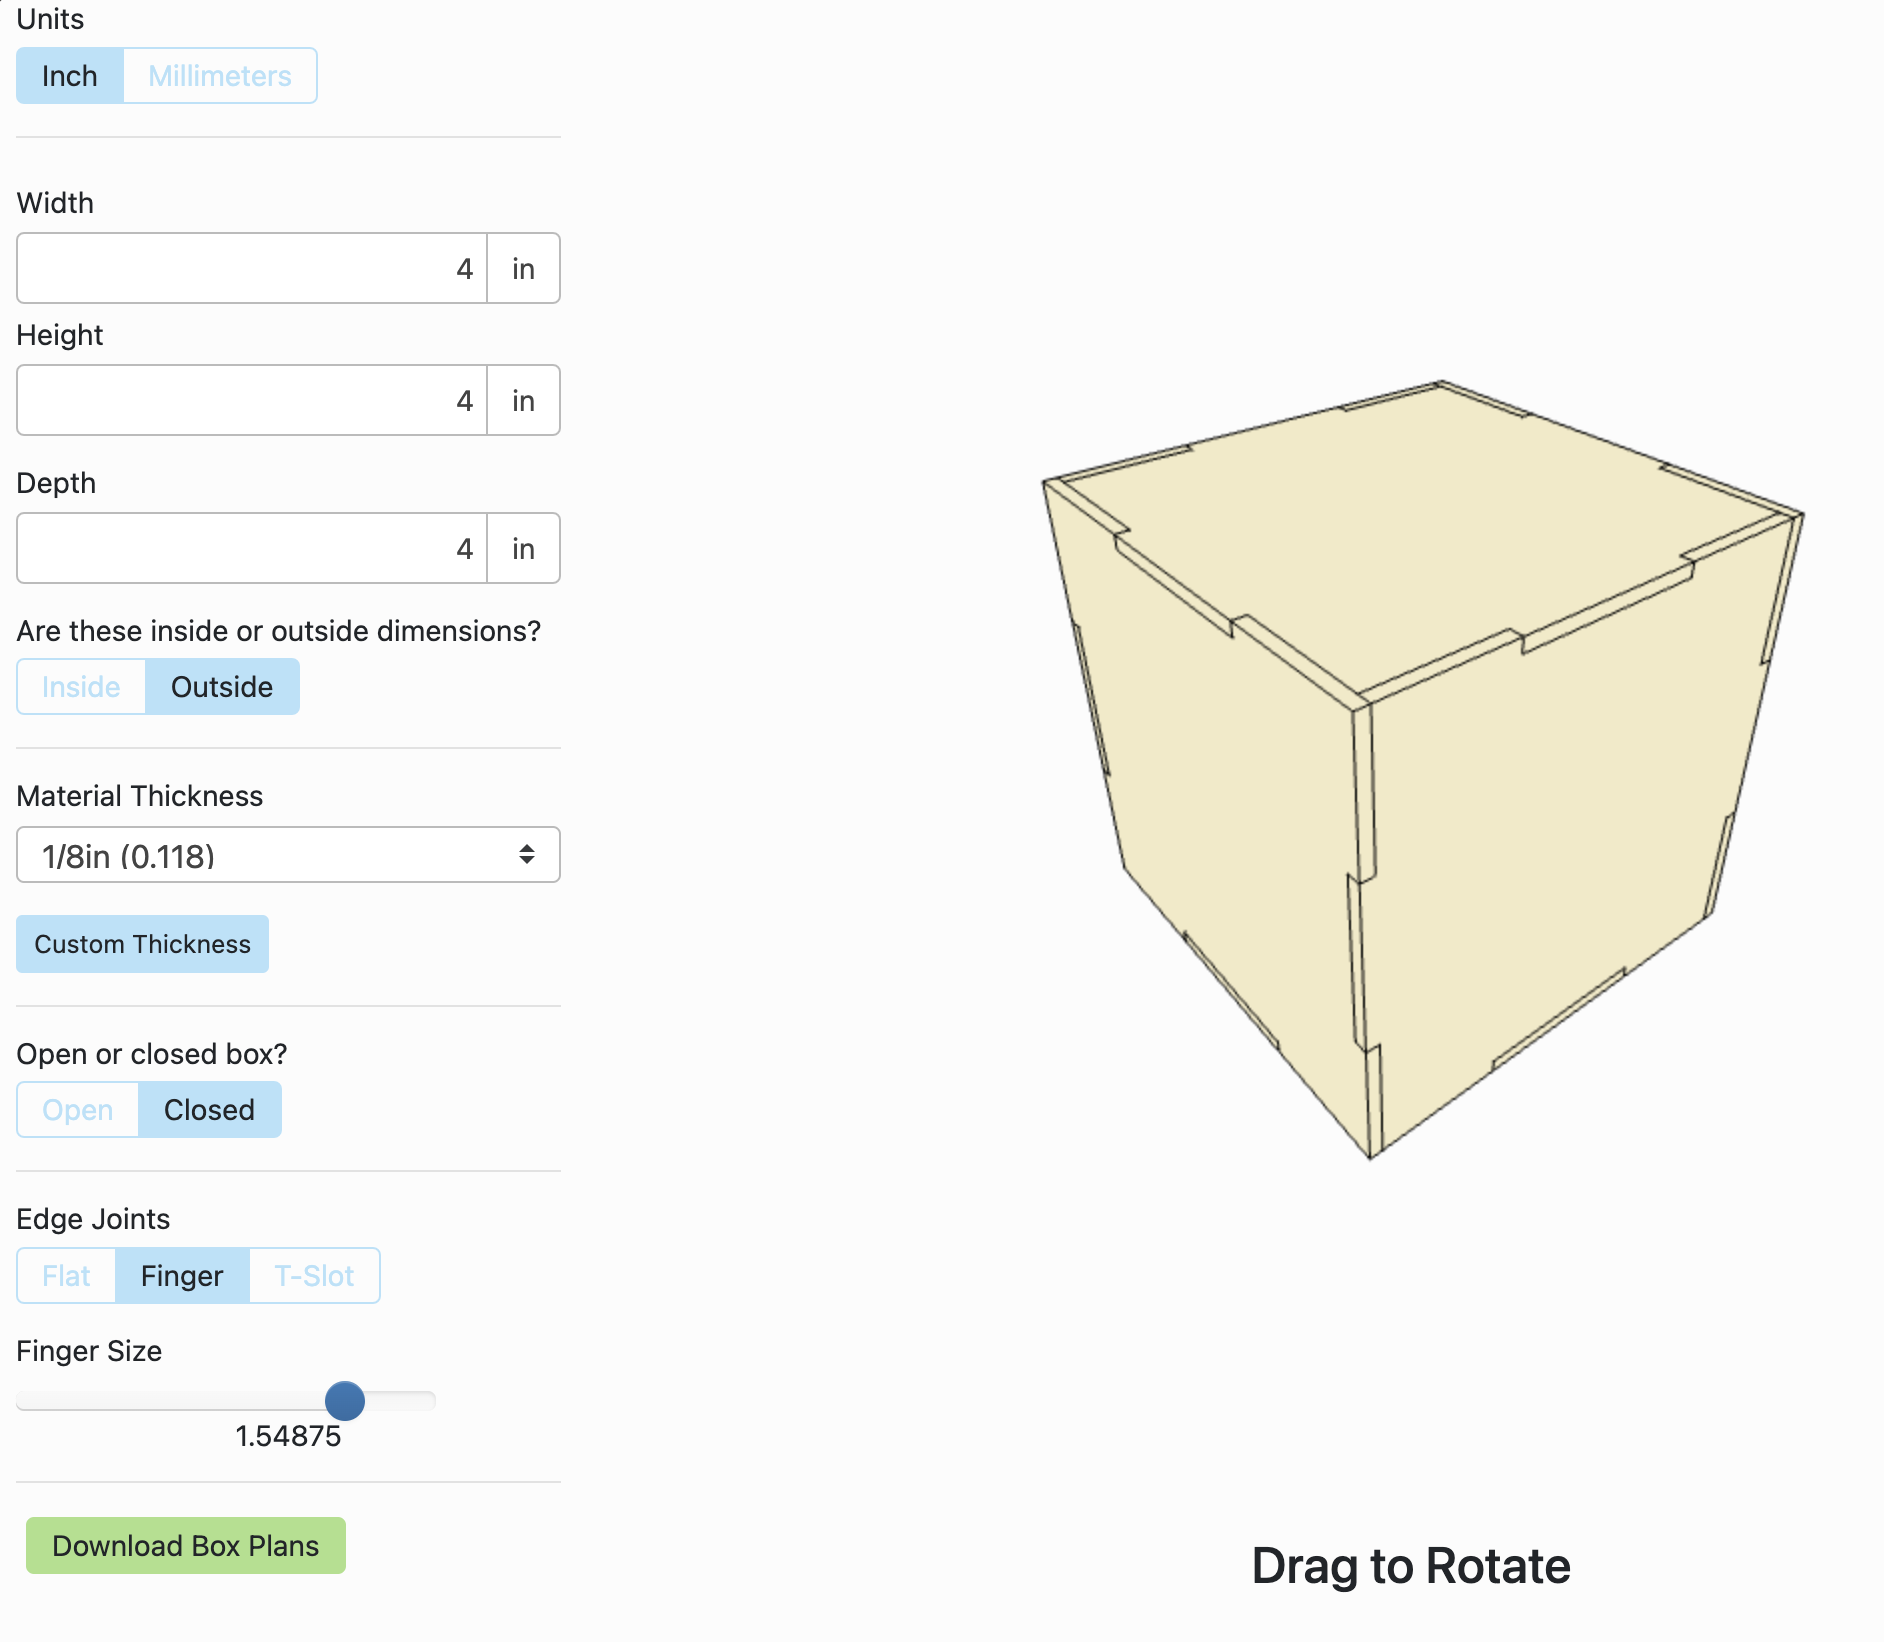 Units
Inch Millimeters
Width
4 in
Height
4 in
Depth
4 in
Are these inside or outside dimensions?
Inside Outside
Material Thickness
1/8in (0.118)
Custom Thickness
Open or closed box?
Open Closed
Edge Joints
Flat Finger T-Slot
Finger Size
1.54875
Download Box Plans
Drag to Rotate